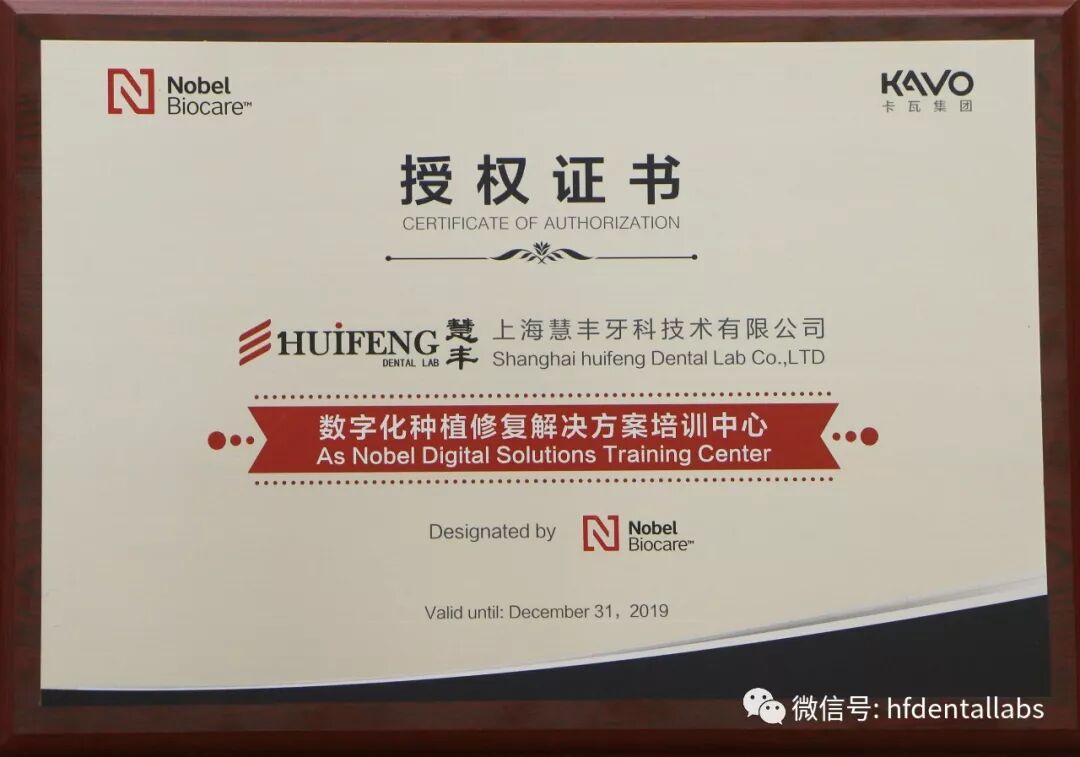 Nobel
Biocare™
KAVO
卡瓦集团
授权证书
CERTIFICATE OF AUTHORIZATION
HUIFENG
DENTAL LAB
慧丰
上海慧丰牙科技术有限公司
Shanghai huifeng Dental Lab Co.,LTD
数字化种植修复解决方案培训中心
As Nobel Digital Solutions Training Center
Designated by
Nobel
Biocare™
Valid until: December 31，2019
微信号: hfdentallabs